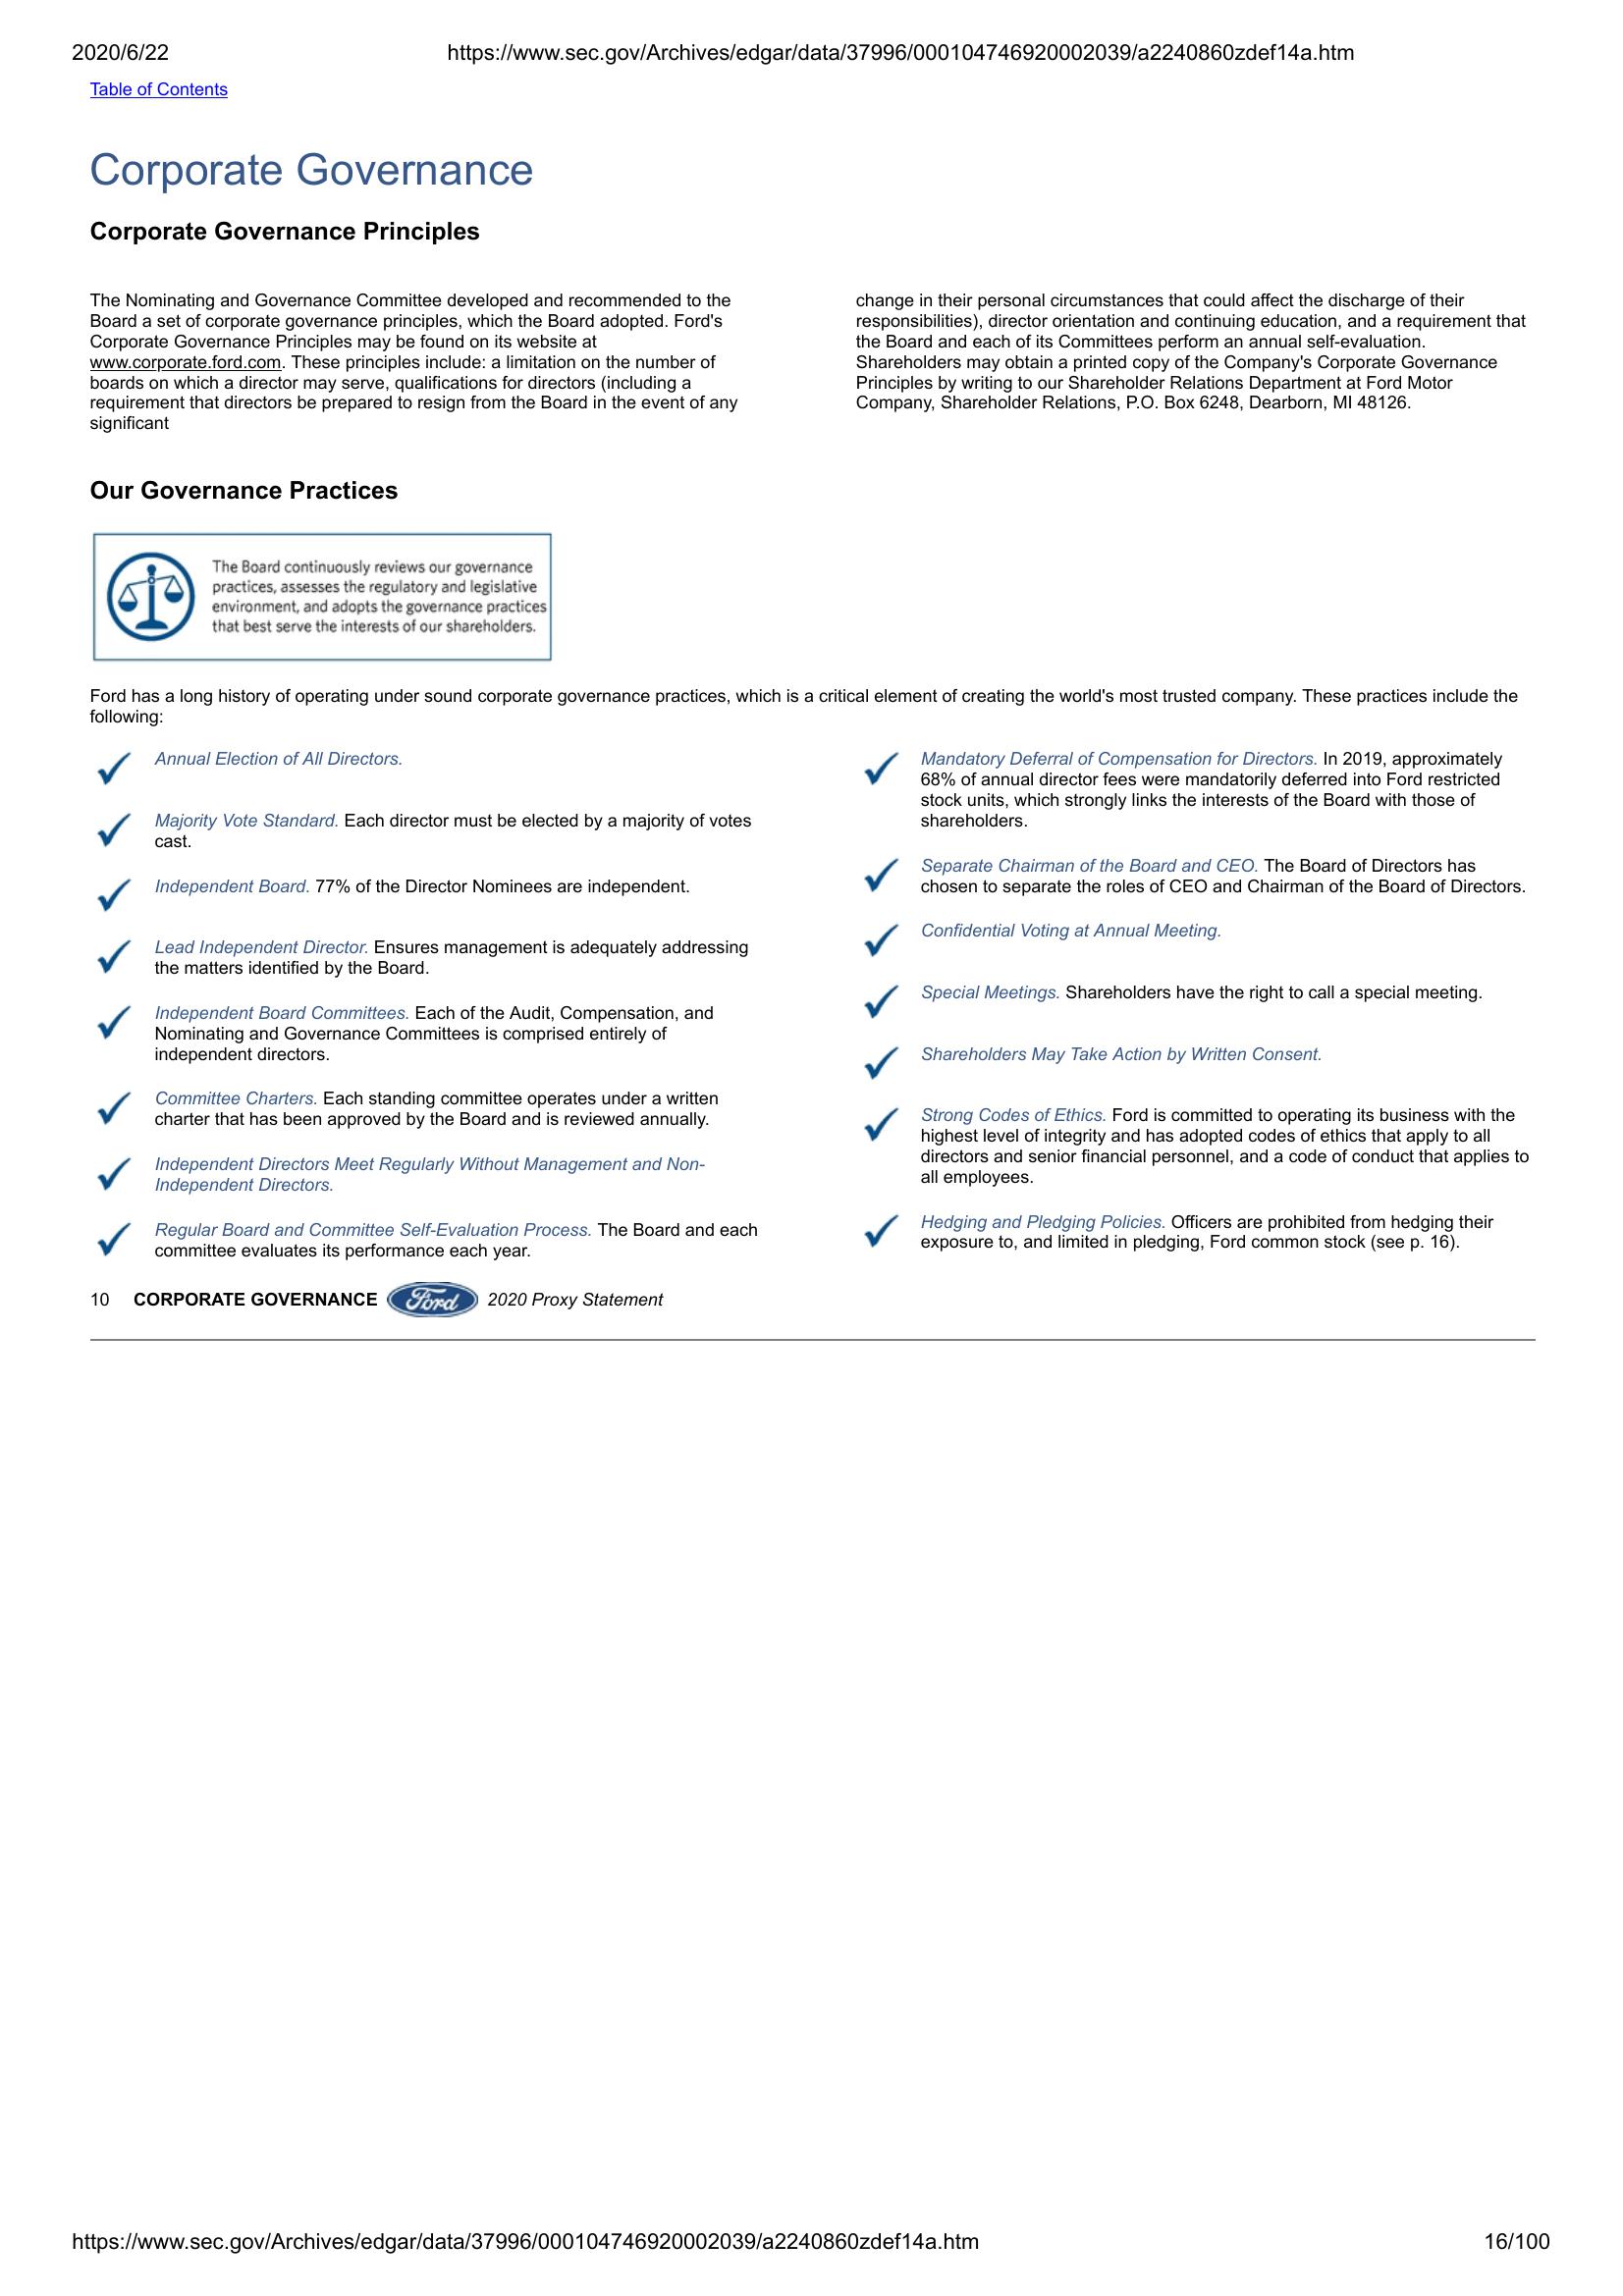 2020/6/22
https://www.sec.gov/Archives/edgar/data/37996/000104746920002039/a2240860zdef14a.htm
Table of Contents
Corporate Governance
Corporate Governance Principles
The Nominating and Governance Committee developed and recommended to the
Board a set of corporate governance principles, which the Board adopted. Ford's
Corporate Governance Principles may be found on its website at
www.corporate.ford.com. These principles include: a limitation on the number of
boards on which a director may serve, qualifications for directors (including a
requirement that directors be prepared to resign from the Board in the event of any
significant
change in their personal circumstances that could affect the discharge of their
responsibilities), director orientation and continuing education, and a requirement that
the Board and each of its Committees perform an annual self-evaluation.
Shareholders may obtain a printed copy of the Company's Corporate Governance
Principles by writing to our Shareholder Relations Department at Ford Motor
Company, Shareholder Relations, P.O. Box 6248, Dearborn, MI 48126.
Our Governance Practices
The Board continuously reviews our governance
practices, assesses the regulatory and legislative
environment, and adopts the governance practices
that best serve the interests of our shareholders.
Ford has a long history of operating under sound corporate governance practices, which is a critical element of creating the world's most trusted company. These practices include the
following:
Annual Election of All Directors.
Majority Vote Standard. Each director must be elected by a majority of votes
cast.
Independent Board. 77% of the Director Nominees are independent.
Lead Independent Director. Ensures management is adequately addressing
the matters identified by the Board.
Independent Board Committees. Each of the Audit, Compensation, and
Nominating and Governance Committees is comprised entirely of
independent directors.
Committee Charters. Each standing committee operates under a written
charter that has been approved by the Board and is reviewed annually.
Independent Directors Meet Regularly Without Management and Non-
Independent Directors.
Regular Board and Committee Self-Evaluation Process. The Board and each
committee evaluates its performance each year.
Mandatory Deferral of Compensation for Directors. In 2019, approximately
68% of annual director fees were mandatorily deferred into Ford restricted
stock units, which strongly links the interests of the Board with those of
shareholders.
Separate Chairman of the Board and CEO. The Board of Directors has
chosen to separate the roles of CEO and Chairman of the Board of Directors.
Confidential Voting at Annual Meeting.
Special Meetings. Shareholders have the right to call a special meeting.
Shareholders May Take Action by Written Consent.
Strong Codes of Ethics. Ford is committed to operating its business with the
highest level of integrity and has adopted codes of ethics that apply to all
directors and senior financial personnel, and a code of conduct that applies to
all employees.
Hedging and Pledging Policies. Officers are prohibited from hedging their
exposure to, and limited in pledging, Ford common stock (see p. 16).
10 CORPORATE GOVERNANCE Ford 2020 Proxy Statement
https://www.sec.gov/Archives/edgar/data/37996/000104746920002039/a2240860zdef14a.htm
16/100